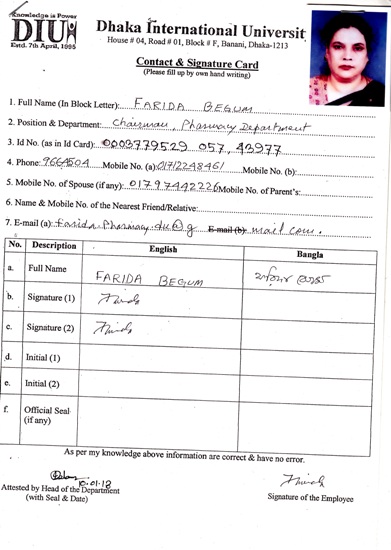 Knowledge is Power
DIU
Estd. 7th April, 1995
Dhaka International University
House # 04, Road # 01, Block # F, Banani, Dhaka-1213
Contact & Signature Card
(Please fill up by own hand writing)
1. Full Name (In Block Letter): FARIDA BEGUM
2. Position & Department: Chairman, Pharmacy Department
3. Id No. (as in Id Card): 0003779529 057, 43977
4. Phone: 9664504 Mobile No. (a): 01712248461 Mobile No. (b):
5. Mobile No. of Spouse (if any): 01797442226 Mobile No. of Parent's:
6. Name & Mobile No. of the Nearest Friend/Relative:
7. E-mail (a): farida.pharmacy.diu@g E-mail (b) mail com.
No. Description English Bangla
a. Full Name FARIDA BEGUM ফরিদা বেগম
b. Signature (1)
c. Signature (2)
d. Initial (1)
e. Initial (2)
f. Official Seal (if any)
As per my knowledge above information are correct & have no error.
10.01.18
Attested by Head of the Department
(with Seal & Date)
Signature of the Employee